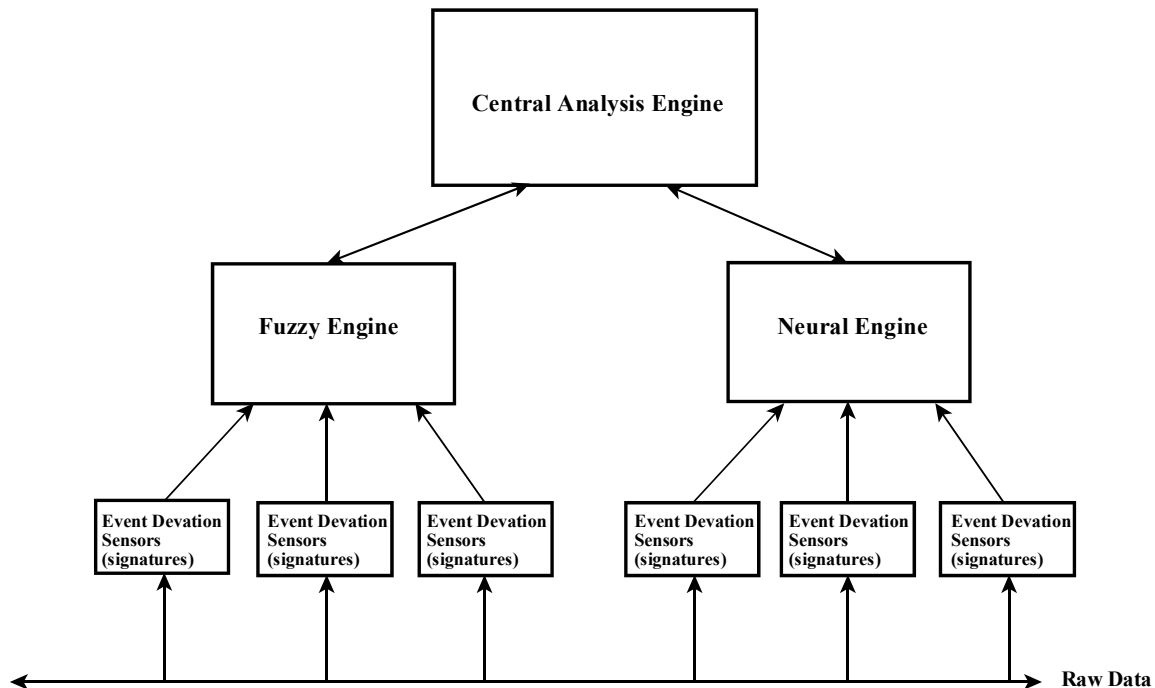 Central Analysis Engine
Fuzzy Engine
Neural Engine
Event Devation
Sensors
(signatures)
Event Devation
Sensors
(signatures)
Event Devation
Sensors
(signatures)
Event Devation
Sensors
(signatures)
Event Devation
Sensors
(signatures)
Event Devation
Sensors
(signatures)
Raw Data